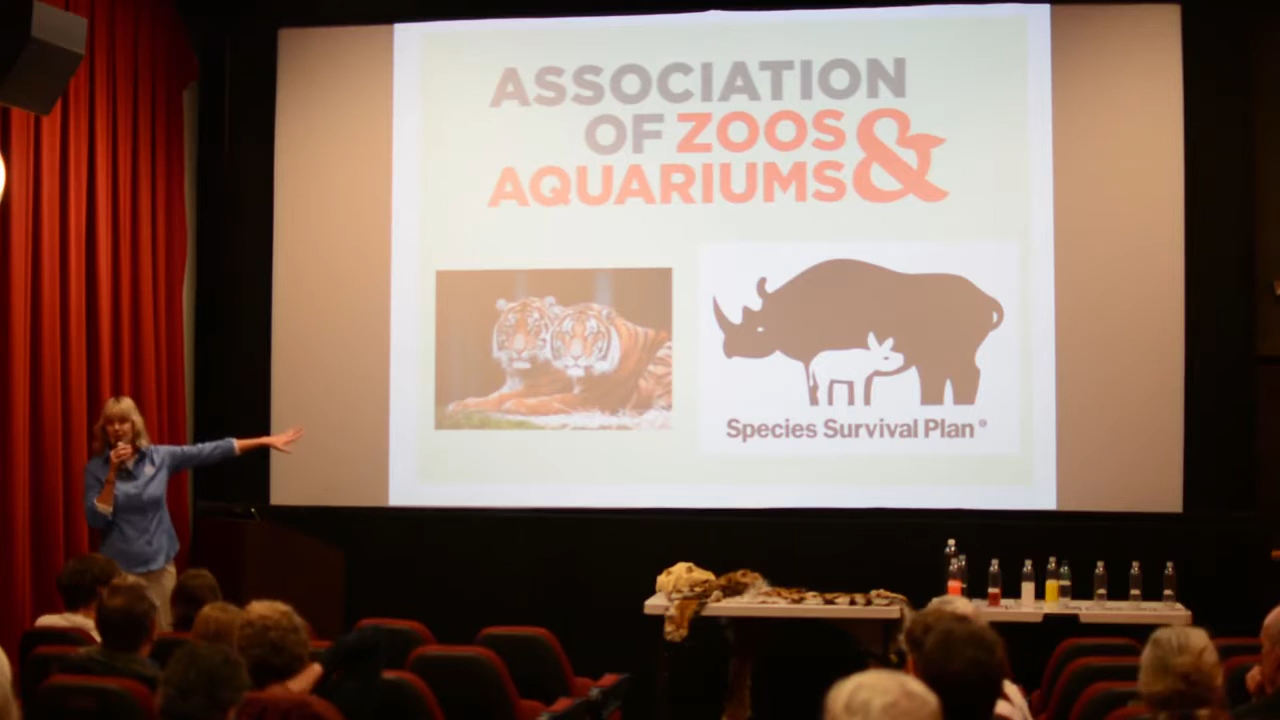 ASSOCIATION
OF ZOOS &
AQUARIUMS
Species Survival Plan®